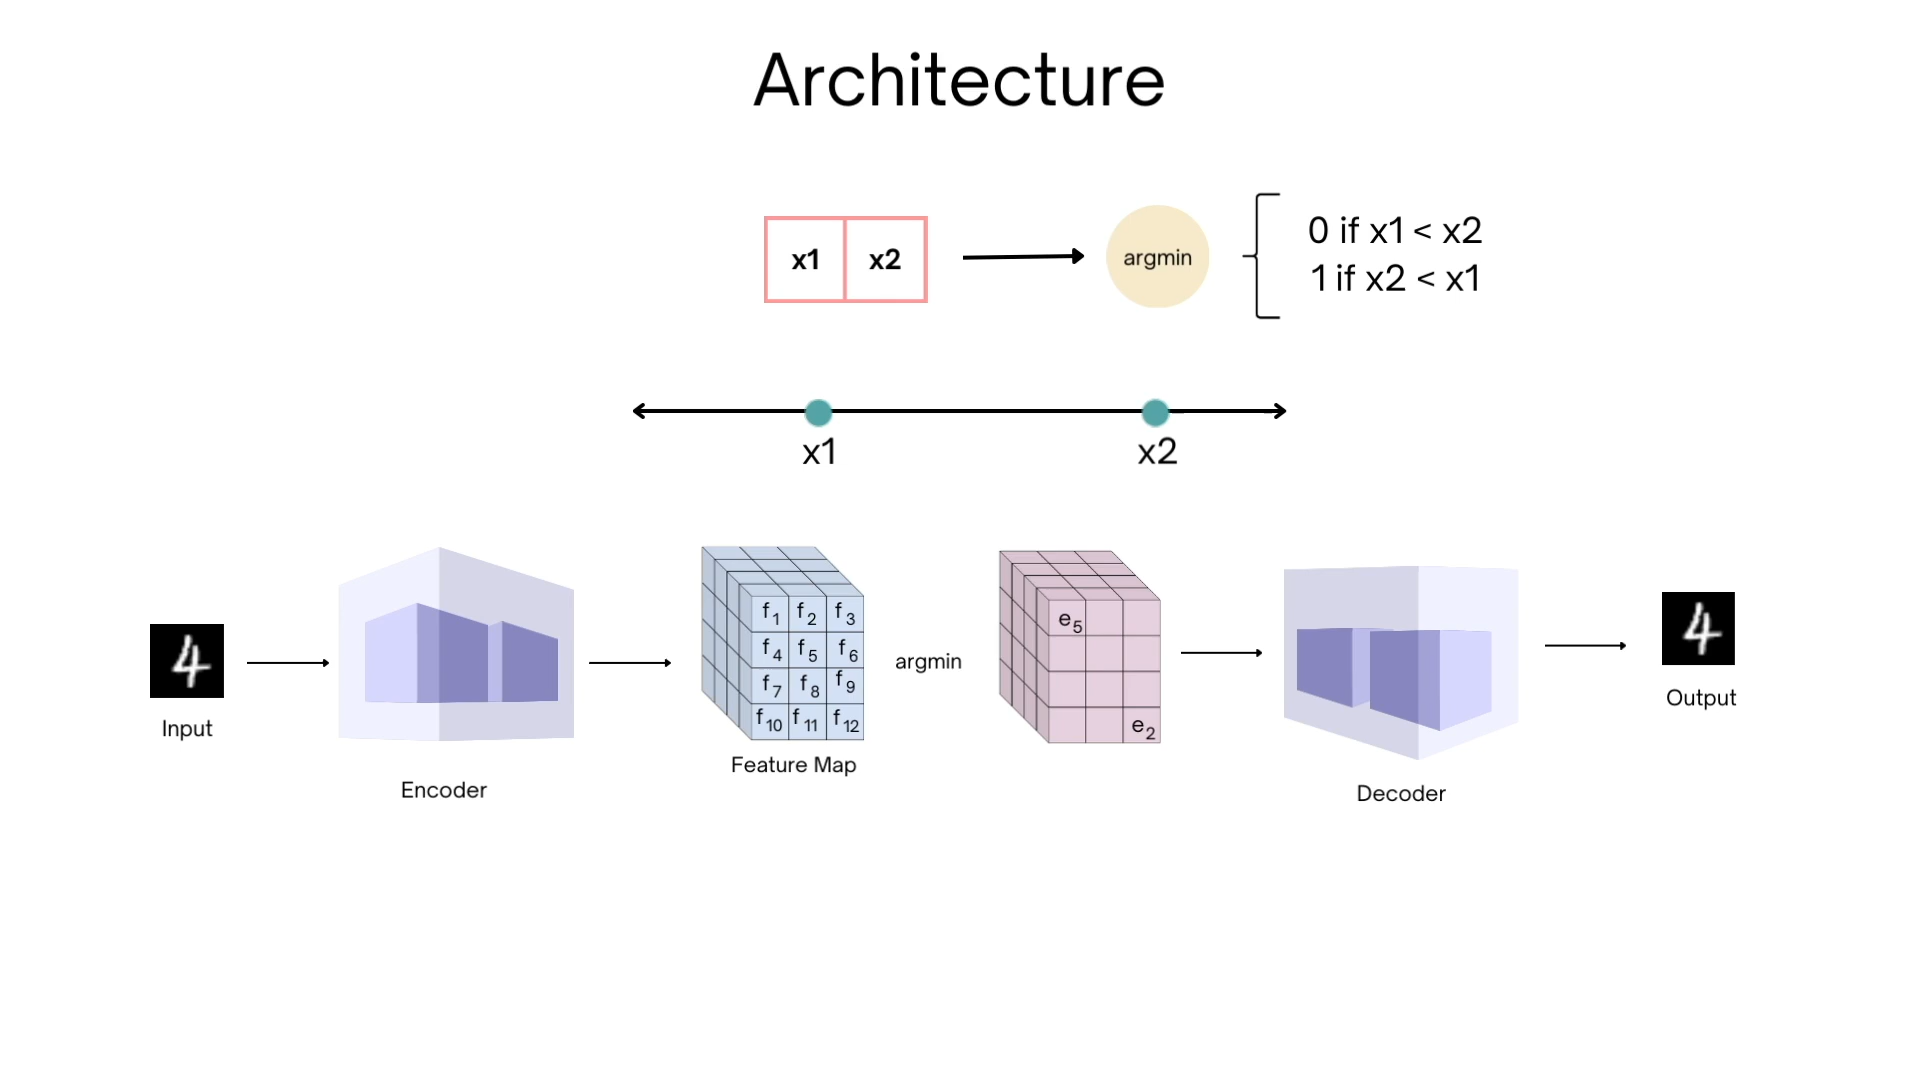 Architecture
x1 x2
argmin
0 if x1 < x2
1 if x2 < x1
x1 x2
4
Input
Encoder
f1 f2 f3
f4 f5 f6
f7 f8 f9
f10 f11 f12
Feature Map
argmin
e5
e2
Decoder
4
Output